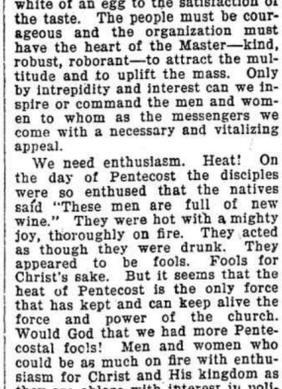 white of an egg to the satisfaction of
the taste. The people must be cour-
ageous and the organization must
have the heart of the Master—kind,
robust, roborant—to attract the mul-
titude and to uplift the mass. Only
by intrepidity and interest can we in-
spire or command the men and wom-
en to whom as the messengers we
come with a necessary and vitalizing
appeal.
We need enthusiasm. Heat! On
the day of Pentecost the disciples
were so enthused that the natives
said "These men are full of new
wine." They were hot with a mighty
joy, thoroughly on fire. They acted
as though they were drunk. They
appeared to be fools. Fools for
Christ's sake. But it seems that the
heat of Pentecost is the only force
that has kept and can keep alive the
force and power of the church.
Would God that we had more Pente-
costal fools! Men and women who
could be as much on fire with enthu-
siasm for Christ and His kingdom as
with interest in